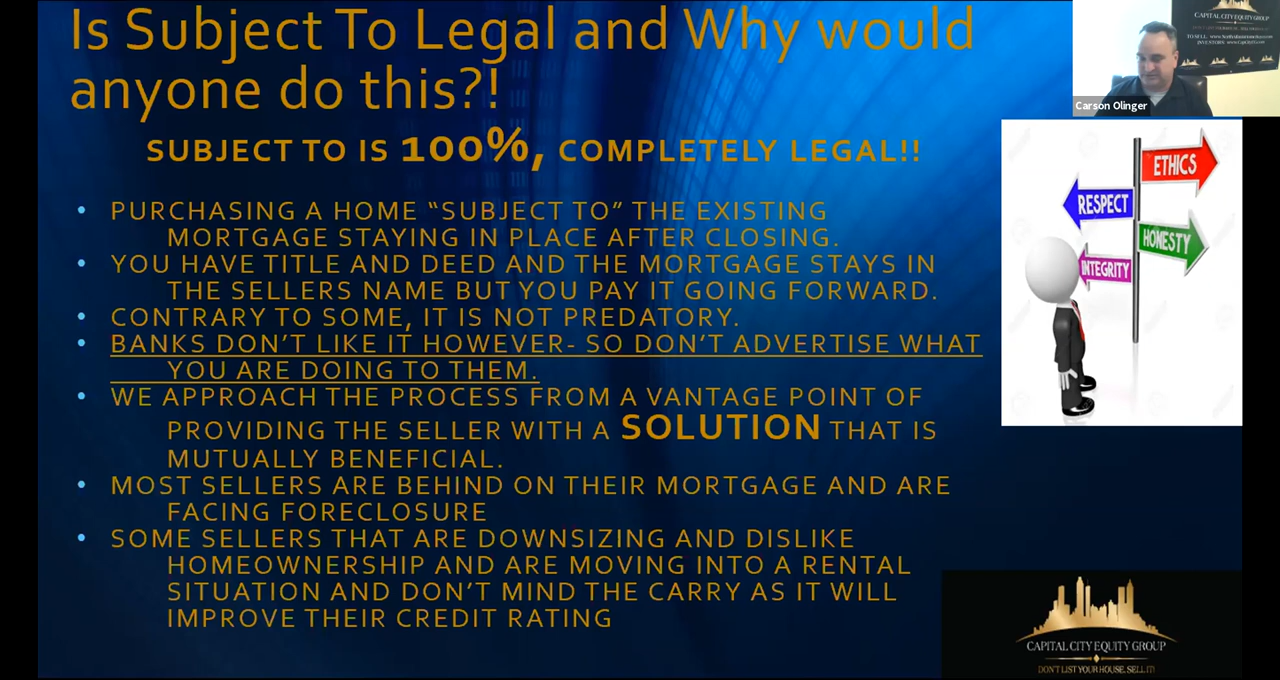 Is Subject To Legal and Why would
anyone do this?!
SUBJECT TO IS 100%, COMPLETELY LEGAL!!
• PURCHASING A HOME “SUBJECT TO” THE EXISTING
MORTGAGE STAYING IN PLACE AFTER CLOSING.
• YOU HAVE TITLE AND DEED AND THE MORTGAGE STAYS IN
THE SELLERS NAME BUT YOU PAY IT GOING FORWARD.
• CONTRARY TO SOME, IT IS NOT PREDATORY.
• BANKS DON’T LIKE IT HOWEVER- SO DON’T ADVERTISE WHAT
YOU ARE DOING TO THEM.
• WE APPROACH THE PROCESS FROM A VANTAGE POINT OF
PROVIDING THE SELLER WITH A SOLUTION THAT IS
MUTUALLY BENEFICIAL.
• MOST SELLERS ARE BEHIND ON THEIR MORTGAGE AND ARE
FACING FORECLOSURE
• SOME SELLERS THAT ARE DOWNSIZING AND DISLIKE
HOMEOWNERSHIP AND ARE MOVING INTO A RENTAL
SITUATION AND DON’T MIND THE CARRY AS IT WILL
IMPROVE THEIR CREDIT RATING
CAPITAL CITY EQUITY GROUP
TO SELL
Carson Olinger
ETHICS
RESPECT
HONESTY
INTEGRITY
CAPITAL CITY EQUITY GROUP
DON'T LIST YOUR HOUSE, SELL IT!